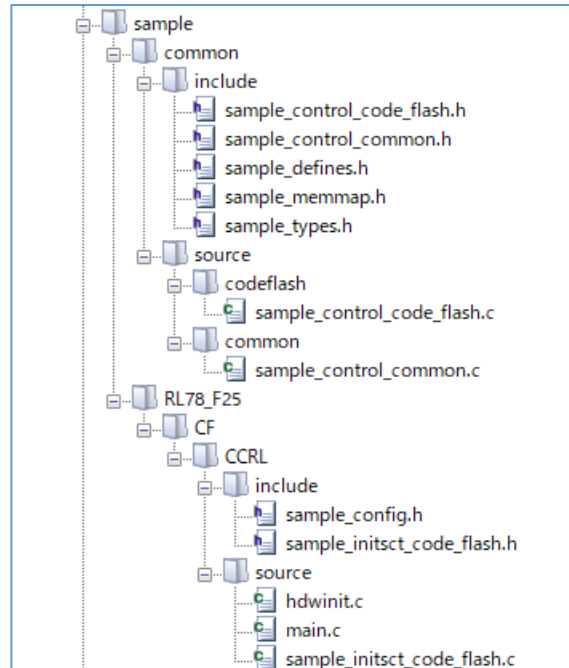 sample
common
include
sample_control_code_flash.h
sample_control_common.h
sample_defines.h
sample_memmap.h
sample_types.h
source
codeflash
sample_control_code_flash.c
common
sample_control_common.c
RL78_F25
CF
CCRL
include
sample_config.h
sample_initsct_code_flash.h
source
hdwinit.c
main.c
sample_initsct_code_flash.c